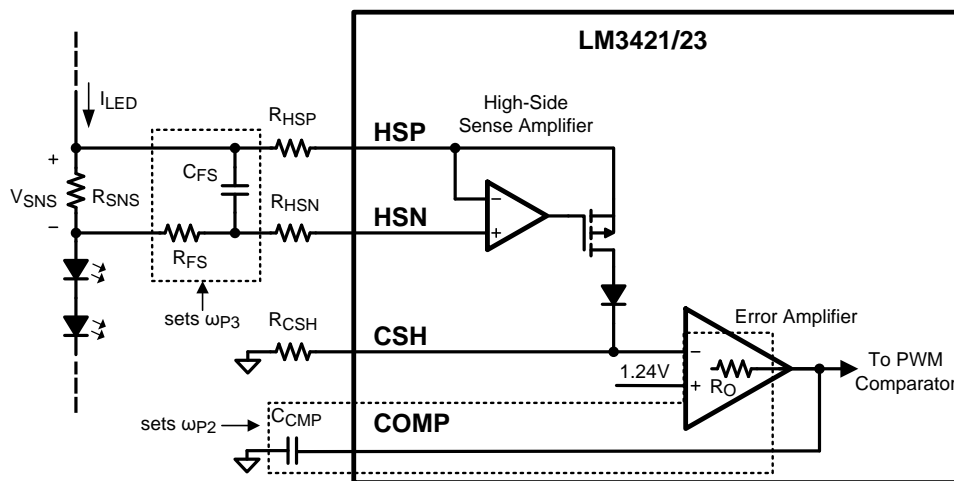 LM3421/23
ILED
High-Side
Sense Amplifier
RHSP
HSP
+
CFS
VSNS
RSNS
RHSN
HSN
−
+
−
RFS
sets ωP3
RCSH
CSH
Error Amplifier
−
1.24V
+
RO
To PWM
Comparator
CCMP
COMP
sets ωP2